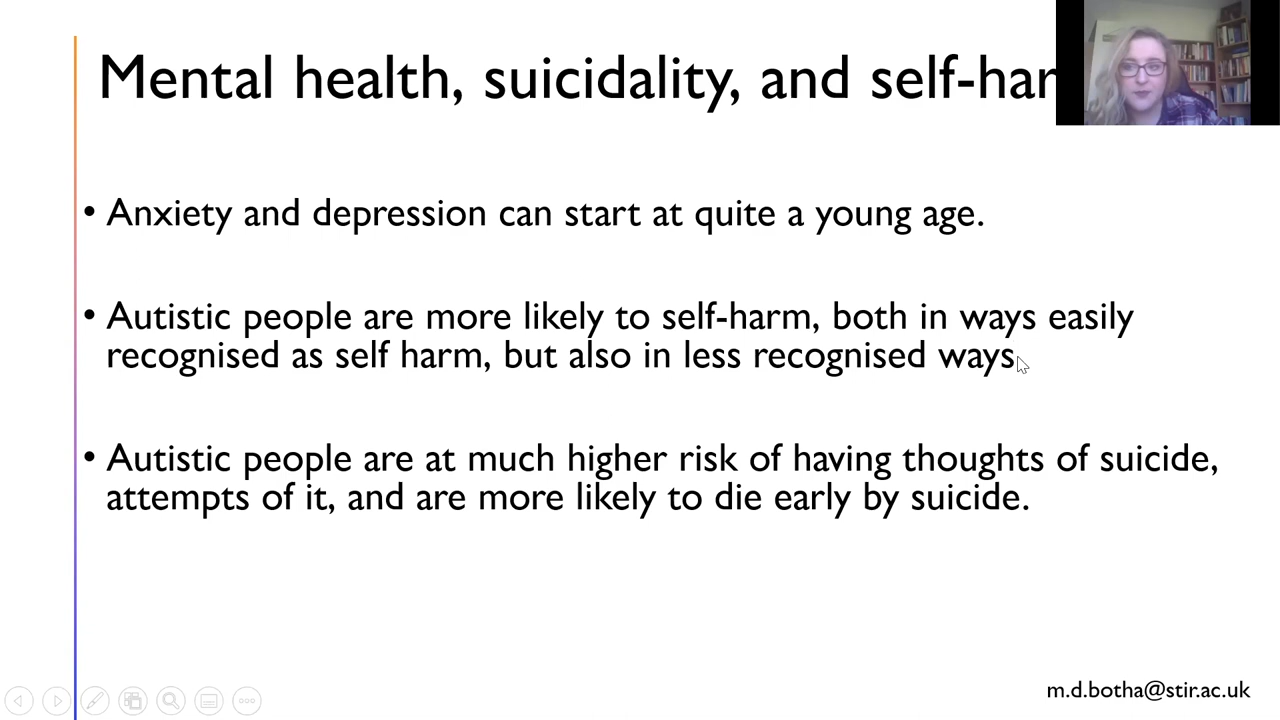 Mental health, suicidality, and self-har
• Anxiety and depression can start at quite a young age.
• Autistic people are more likely to self-harm, both in ways easily
recognised as self harm, but also in less recognised ways.
• Autistic people are at much higher risk of having thoughts of suicide,
attempts of it, and are more likely to die early by suicide.
m.d.botha@stir.ac.uk